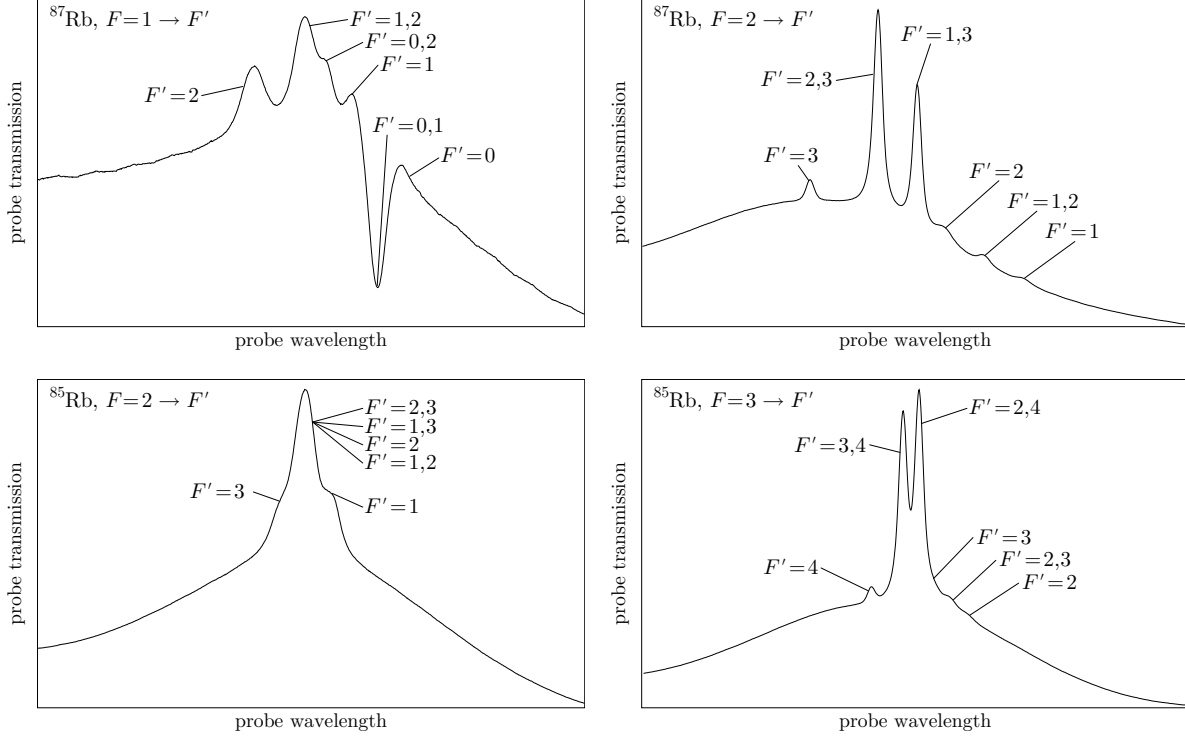 ⁸⁷Rb, F=1 → F′
F′=1,2
F′=0,2
F′=1
F′=2
F′=0,1
F′=0
probe transmission
probe wavelength
⁸⁷Rb, F=2 → F′
F′=1,3
F′=2,3
F′=3
F′=2
F′=1,2
F′=1
probe transmission
probe wavelength
⁸⁵Rb, F=2 → F′
F′=2,3
F′=1,3
F′=2
F′=1,2
F′=3
F′=1
probe transmission
probe wavelength
⁸⁵Rb, F=3 → F′
F′=2,4
F′=3,4
F′=3
F′=2,3
F′=4
F′=2
probe transmission
probe wavelength